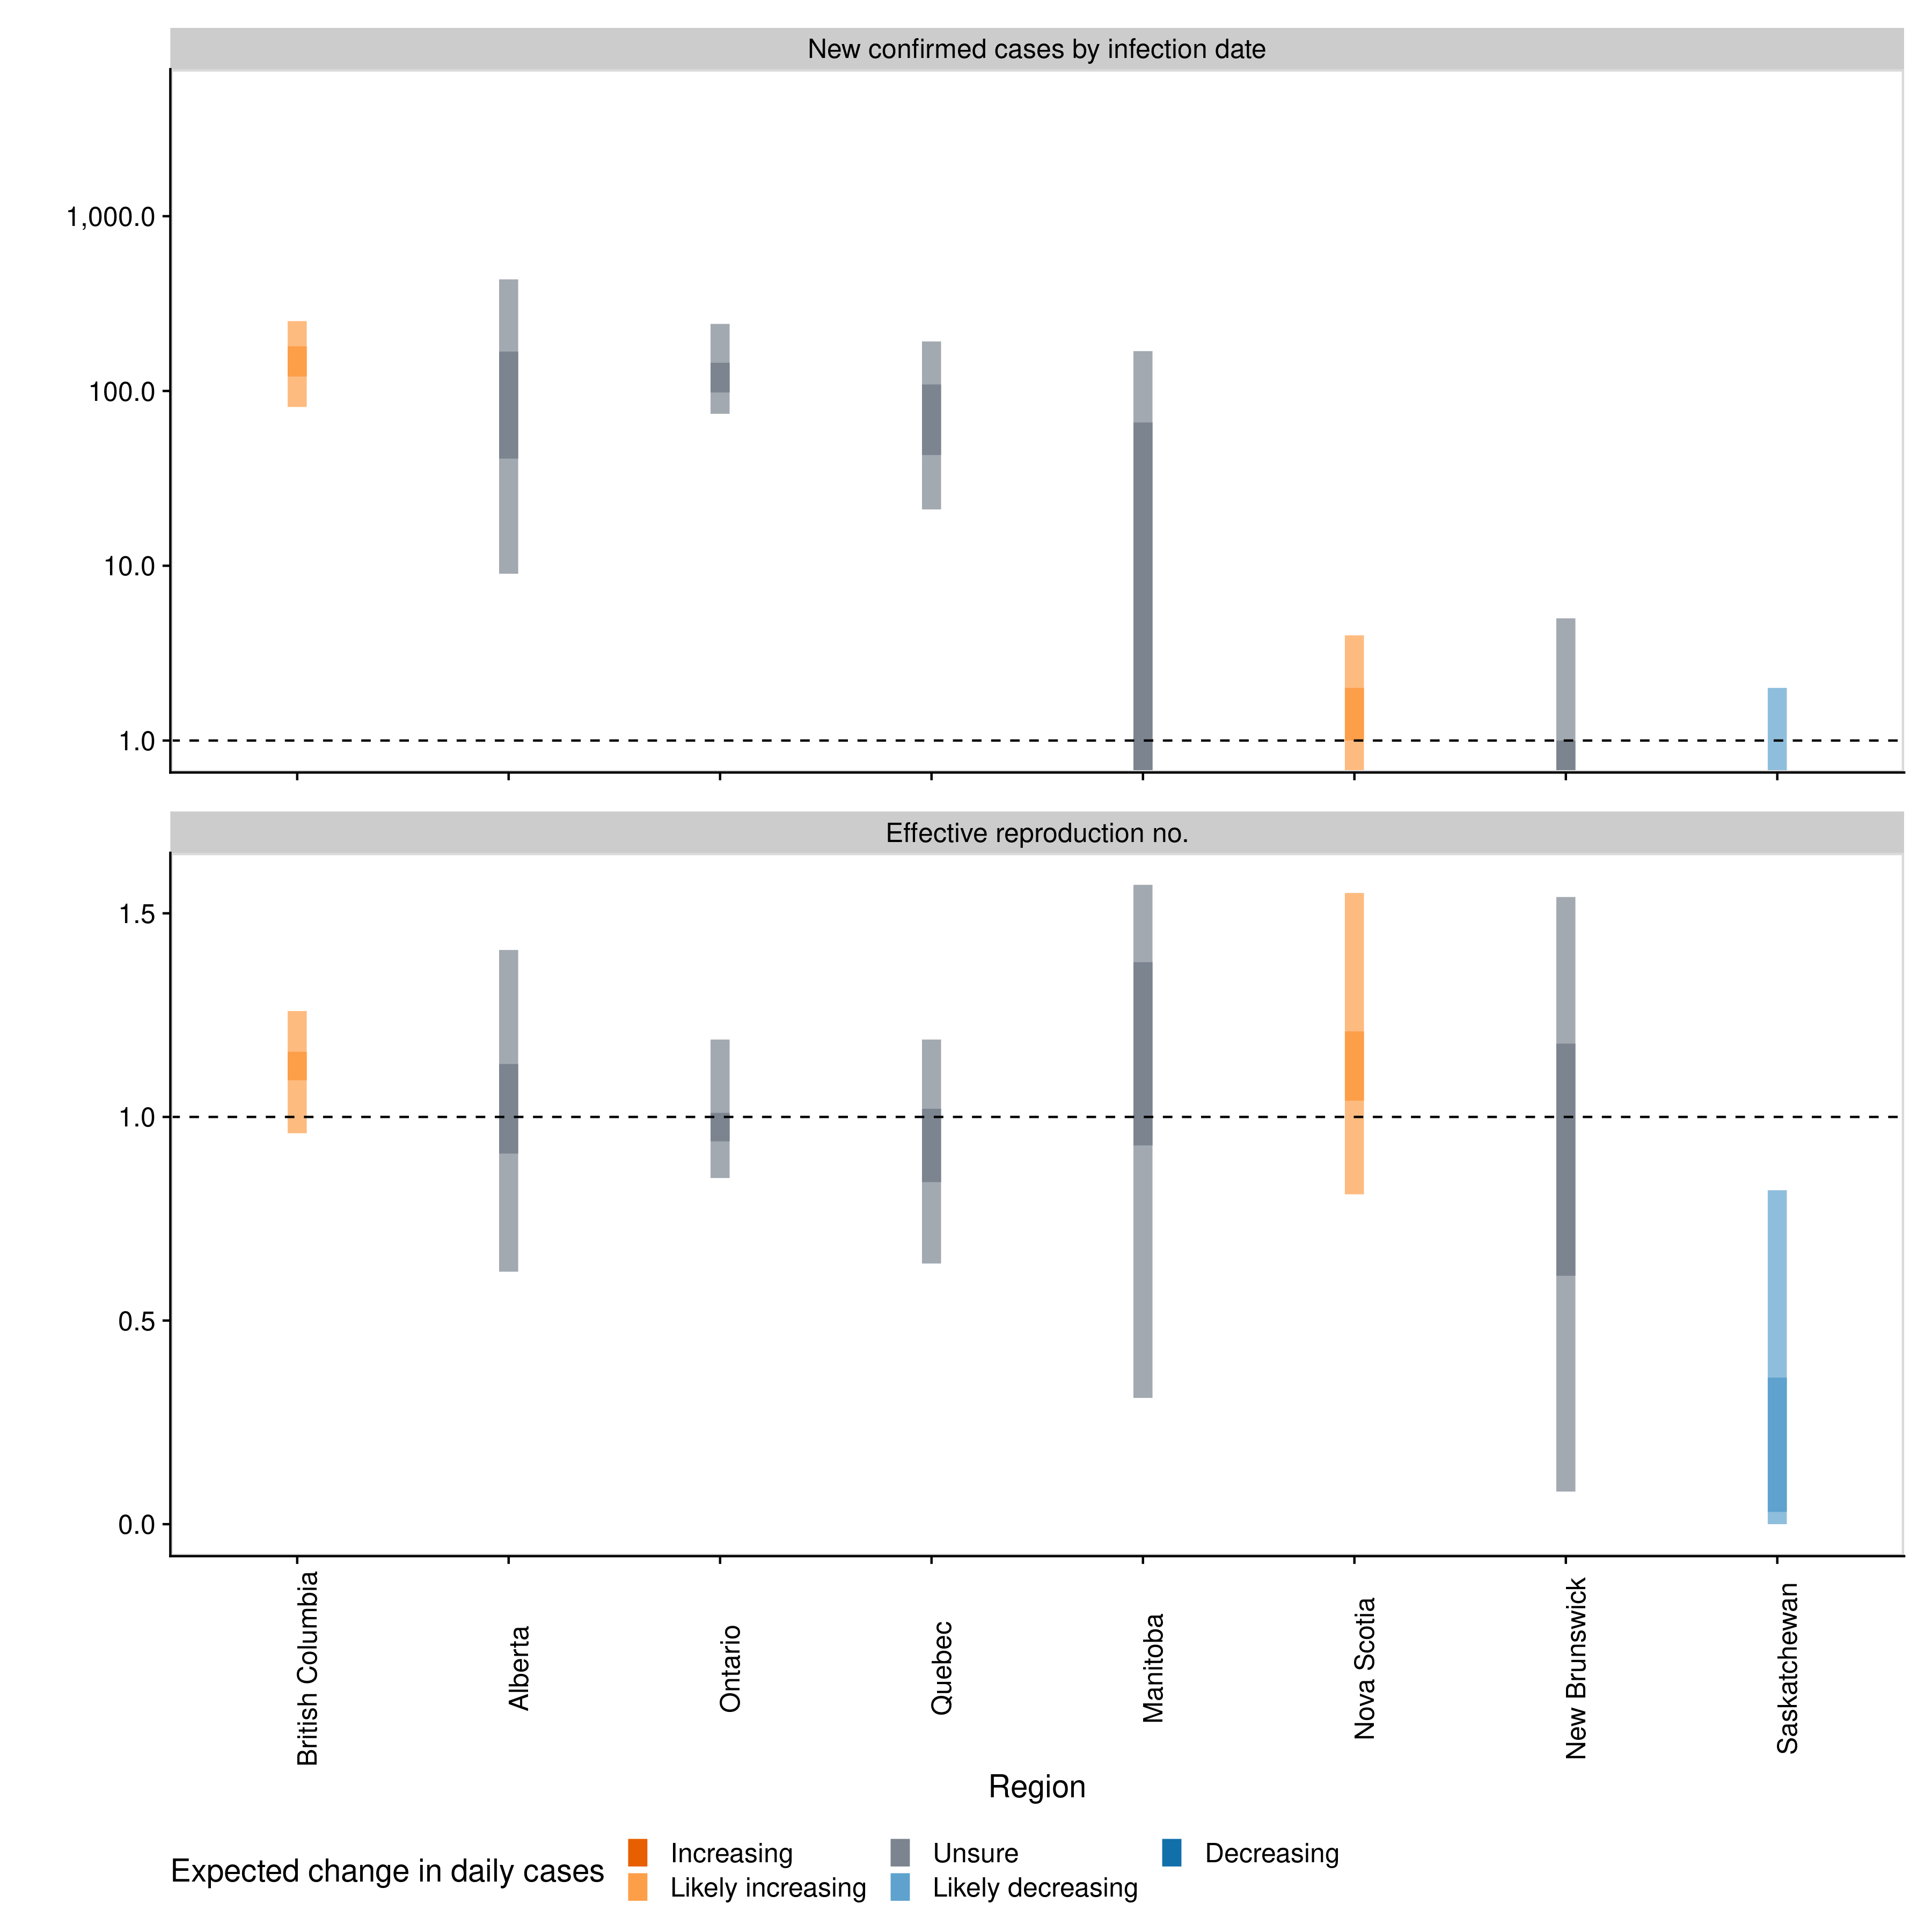 New confirmed cases by infection date
1,000.0
100.0
10.0
1.0
Effective reproduction no.
1.5
1.0
0.5
0.0
British Columbia
Alberta
Ontario
Quebec
Manitoba
Nova Scotia
New Brunswick
Saskatchewan
Region
Expected change in daily cases
Increasing
Unsure
Decreasing
Likely increasing
Likely decreasing